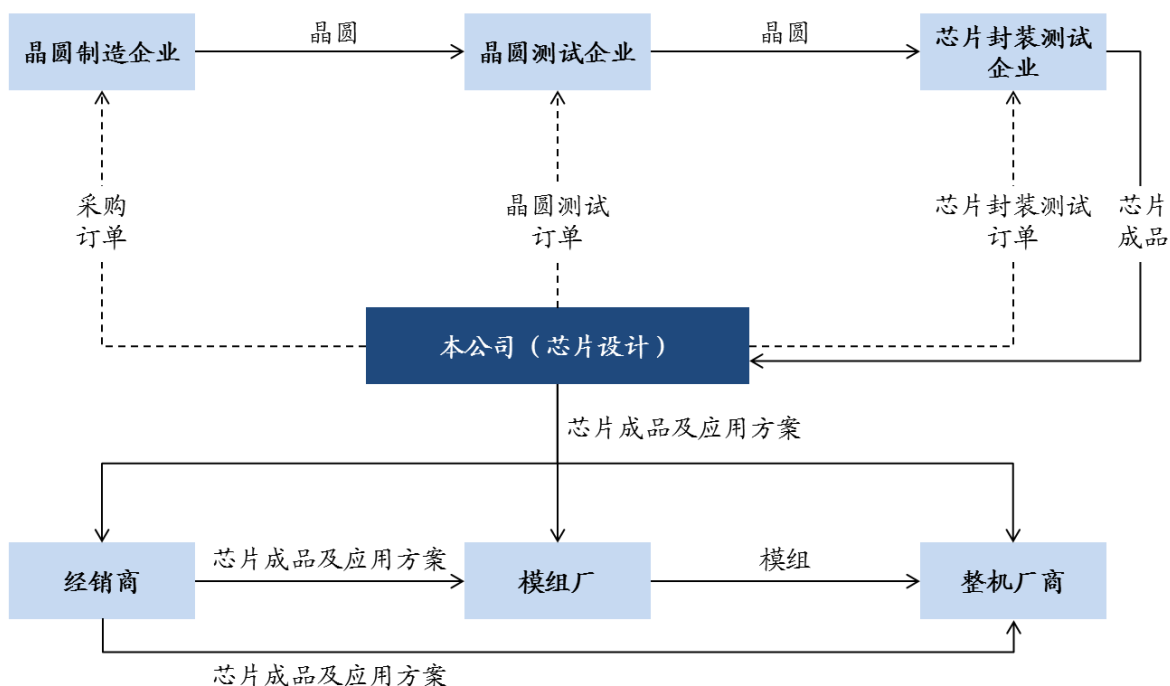 晶圆制造企业
晶圆
晶圆测试企业
晶圆
芯片封装测试
企业
采购
订单
晶圆测试
订单
芯片封装测试
订单
芯片
成品
本公司（芯片设计）
芯片成品及应用方案
经销商
芯片成品及应用方案
模组厂
模组
整机厂商
芯片成品及应用方案